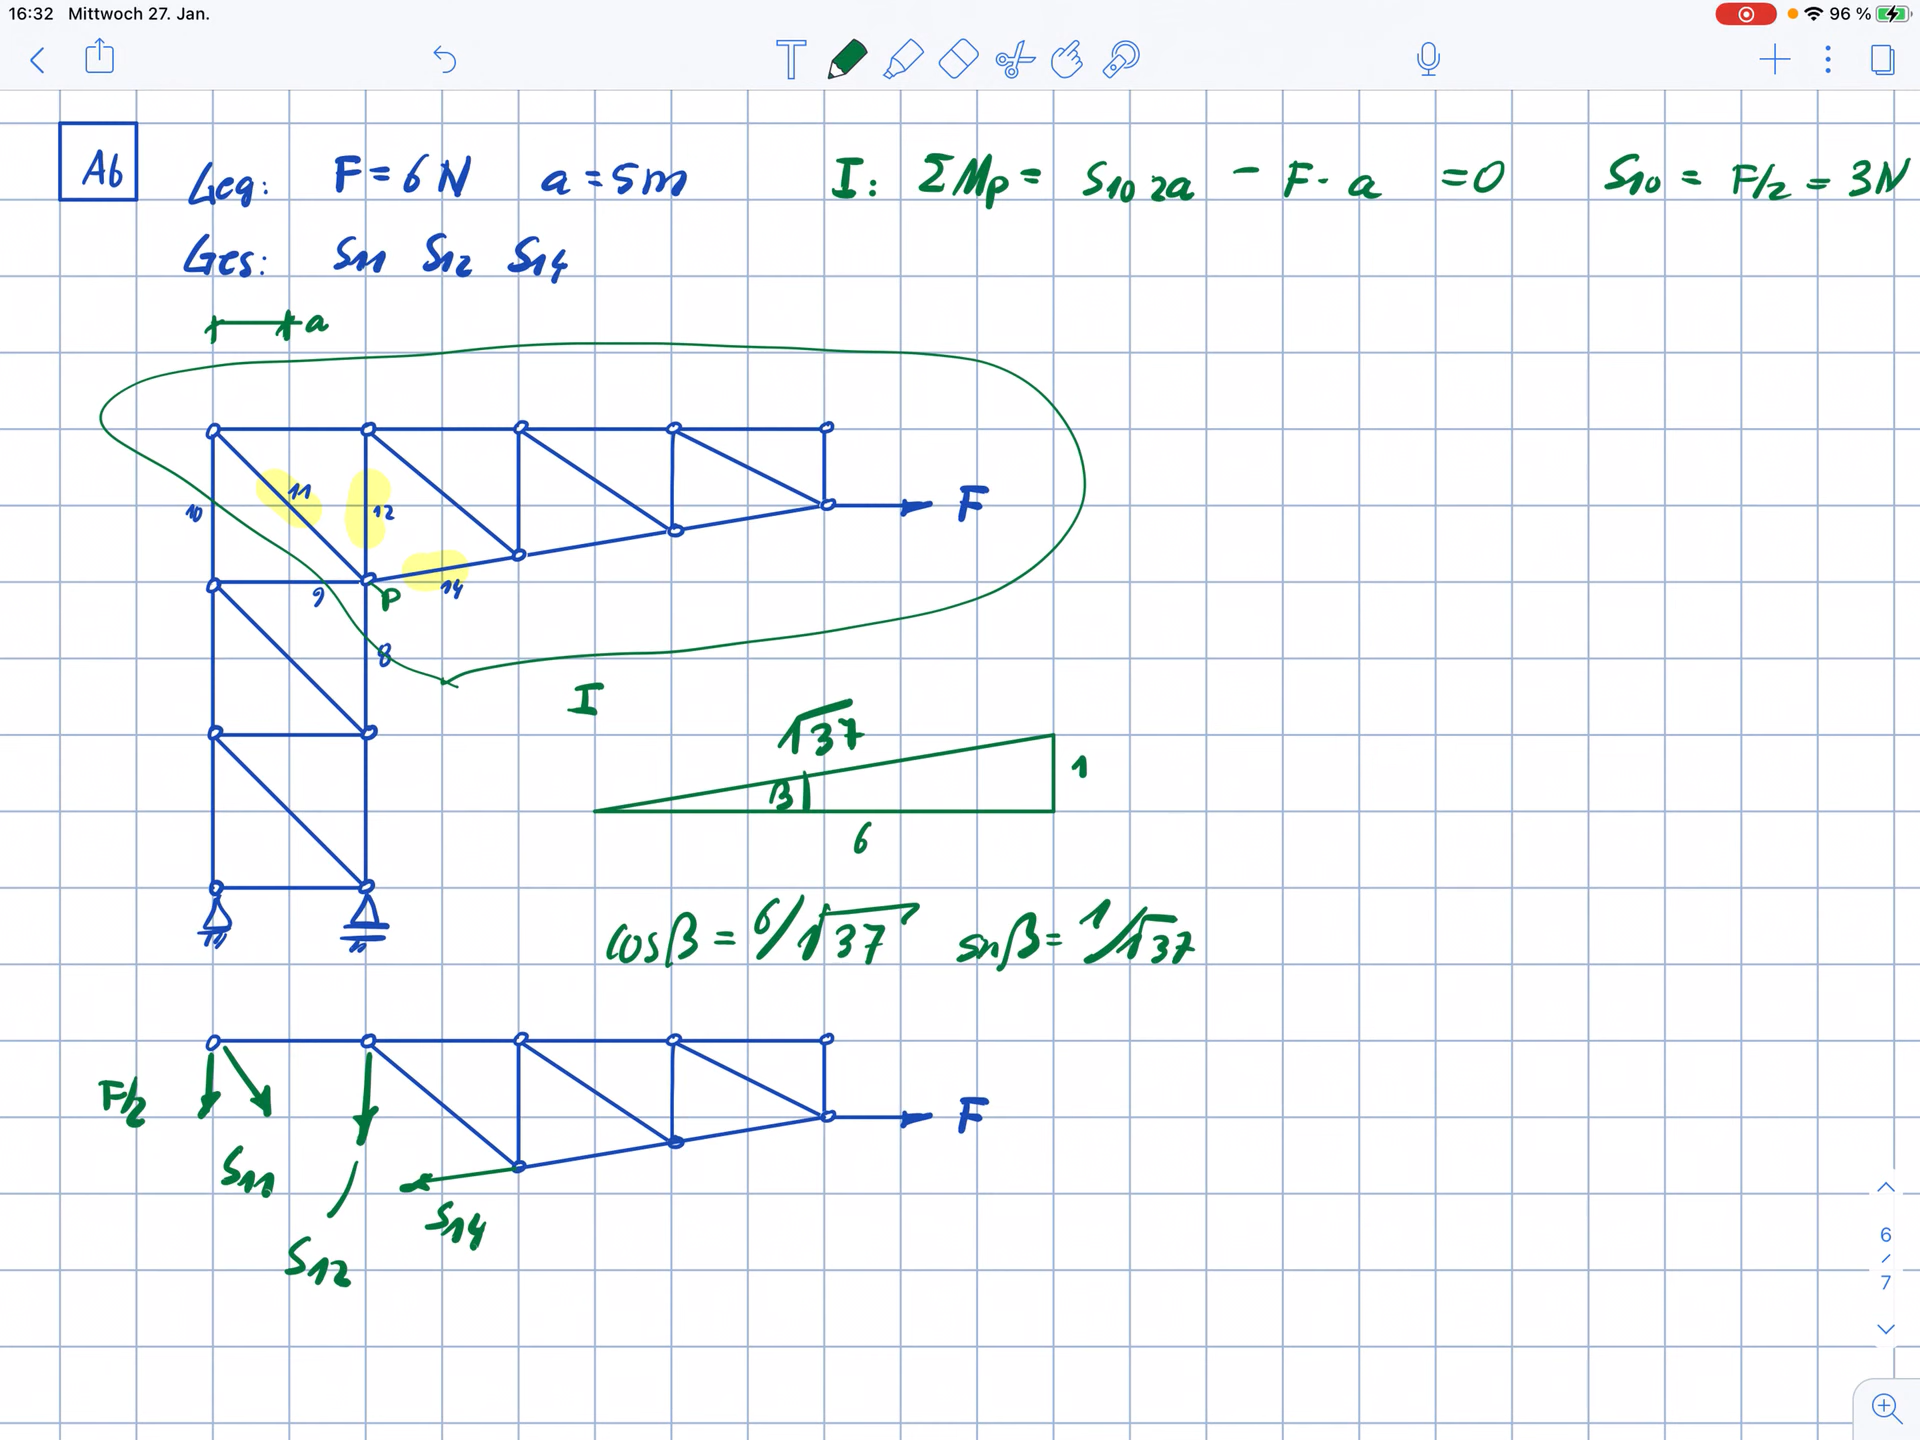 16:32 Mittwoch 27. Jan. 96 %
A6
Geg: F = 6 N a = 5 m
Ges: S11 S12 S14
I: ΣMp = S10 2a - F · a = 0 S10 = F/2 = 3N
a
11
10
12
F
14
9
P
8
I
√37
1
β
6
cosβ = 6/√37 sinβ = 1/√37
F/2
F
S11
S14
S12
6
/
7